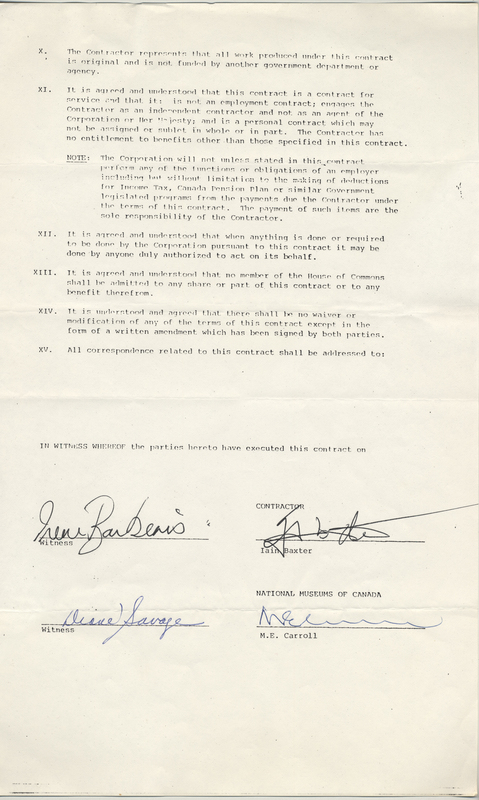 X. The Contractor represents that all work produced under this contract
is original and is not funded by another government department or
agency.
XI. It is agreed and understood that this contract is a contract for
service and that it: is not an employment contract; engages the
Contractor as an independent contractor and not as an agent of the
Corporation or Her Majesty; and is a personal contract which may
not be assigned or sublet in whole or in part. The Contractor has
no entitlement to benefits other than those specified in this contract.
NOTE: The Corporation will not unless stated in this contract
perform any of the functions or obligations of an employer
including but without limitation to the making of deductions
for Income Tax, Canada Pension Plan or similar Government
legislated programs from the payments due the Contractor under
the terms of this contract. The payment of such items are the
sole responsibility of the Contractor.
XII. It is agreed and understood that when anything is done or required
to be done by the Corporation pursuant to this contract it may be
done by anyone duly authorized to act on its behalf.
XIII. It is agreed and understood that no member of the House of Commons
shall be admitted to any share or part of this contract or to any
benefit therefrom.
XIV. It is understood and agreed that there shall be no waiver or
modification of any of the terms of this contract except in the
form of a written amendment which has been signed by both parties.
XV. All correspondence related to this contract shall be addressed to:
IN WITNESS WHEREOF the parties hereto have executed this contract on
CONTRACTOR
Irene
Witness
Iain Baxter
NATIONAL MUSEUMS OF CANADA
Diane Savage
Witness
M.E. Carroll